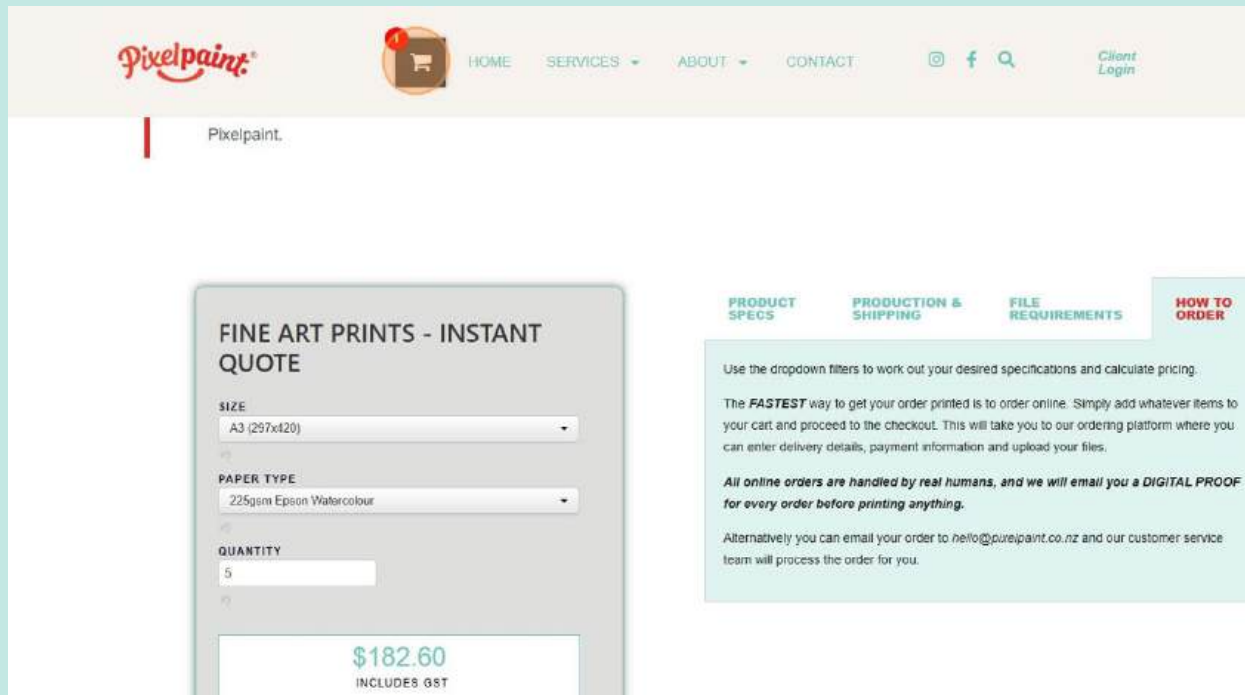 Pixelpaint.
1
HOME SERVICES ABOUT CONTACT
Client
Login
Pixelpaint.
FINE ART PRINTS - INSTANT
QUOTE
SIZE
A3 (297x420)
PAPER TYPE
225gsm Epson Watercolour
QUANTITY
5
$182.60
INCLUDES GST
PRODUCT
SPECS
PRODUCTION &
SHIPPING
FILE
REQUIREMENTS
HOW TO
ORDER
Use the dropdown filters to work out your desired specifications and calculate pricing.
The FASTEST way to get your order printed is to order online. Simply add whatever items to
your cart and proceed to the checkout. This will take you to our ordering platform where you
can enter delivery details, payment information and upload your files.
All online orders are handled by real humans, and we will email you a DIGITAL PROOF
for every order before printing anything.
Alternatively you can email your order to hello@pixelpaint.co.nz and our customer service
team will process the order for you.